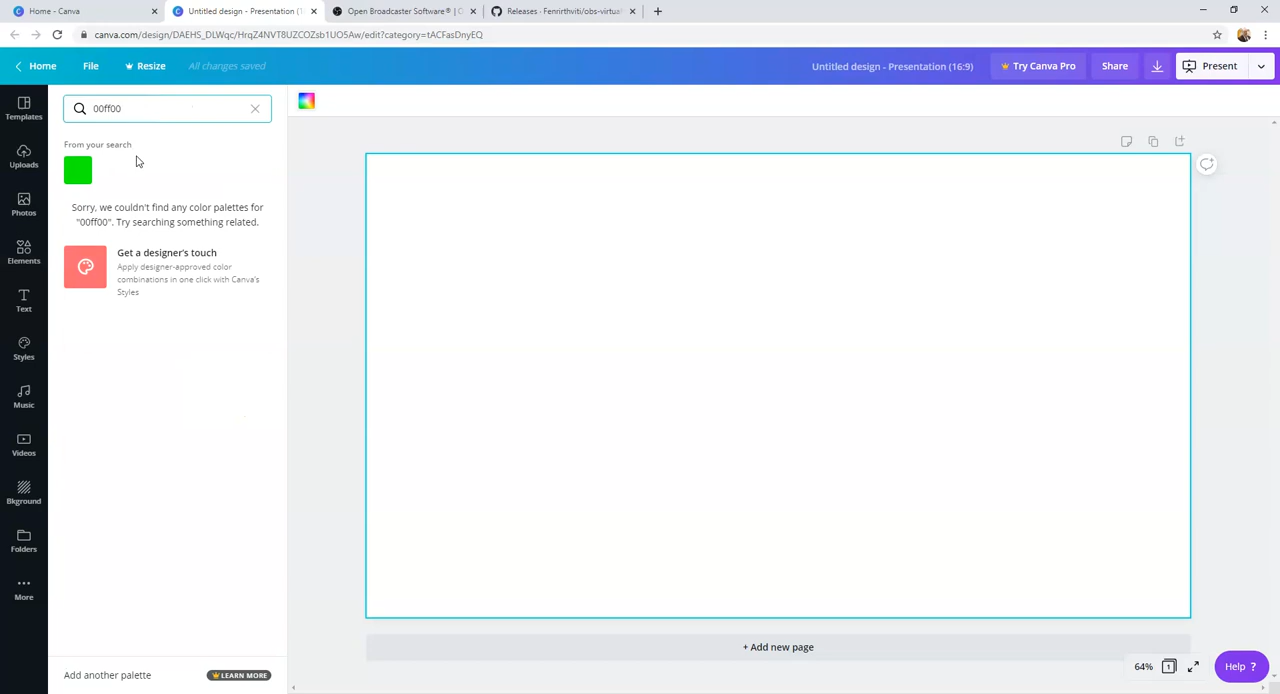 Home - Canva
Untitled design - Presentation (1
Open Broadcaster Software® | O
Releases · Fenrirthviti/obs-virtual
canva.com/design/DAEHS_DLWqc/HrqZ4NVT8UZCOZsb1UO5Aw/edit?category=tACFasDnyEQ
Home
File
Resize
All changes saved
Untitled design - Presentation (16:9)
Try Canva Pro
Share
Present
Templates
Uploads
Photos
Elements
Text
Styles
Music
Videos
Bkground
Folders
More
00ff00
From your search
Sorry, we couldn't find any color palettes for
"00ff00". Try searching something related.
Get a designer's touch
Apply designer-approved color
combinations in one click with Canva's
Styles
Add another palette
LEARN MORE
+ Add new page
64%
1
Help ?